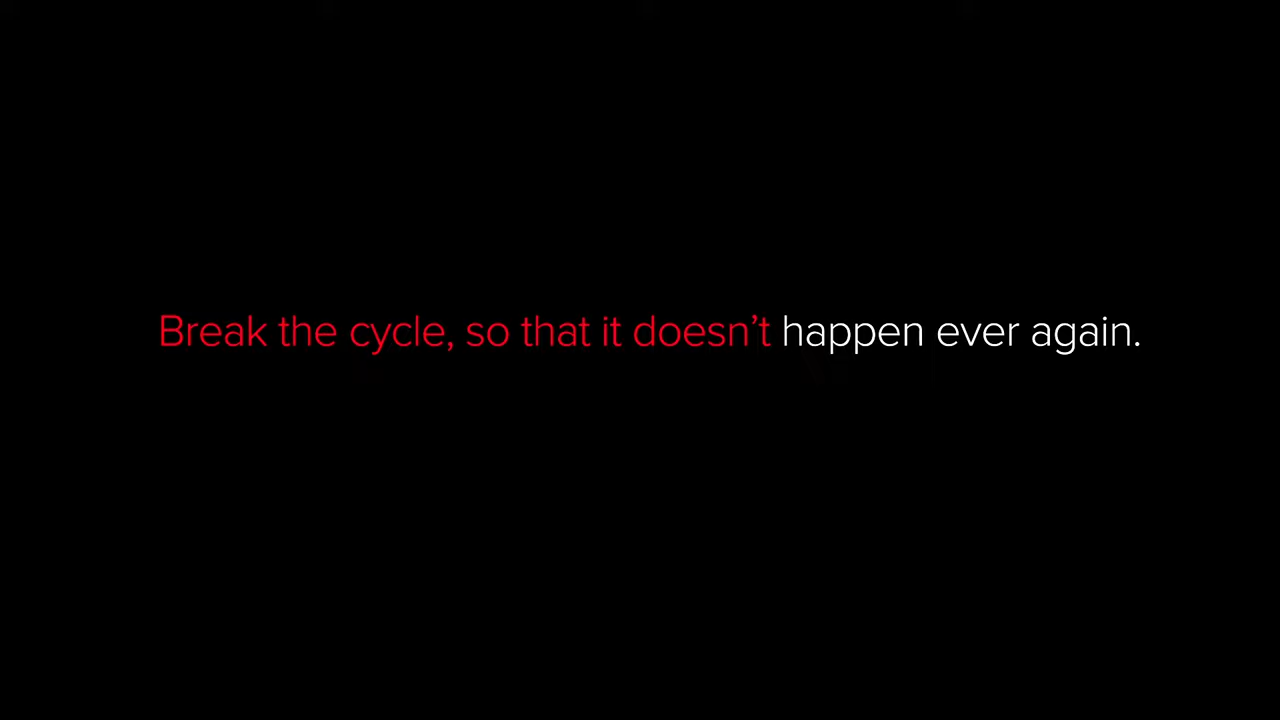 Break the cycle, so that it doesn’t happen ever again.